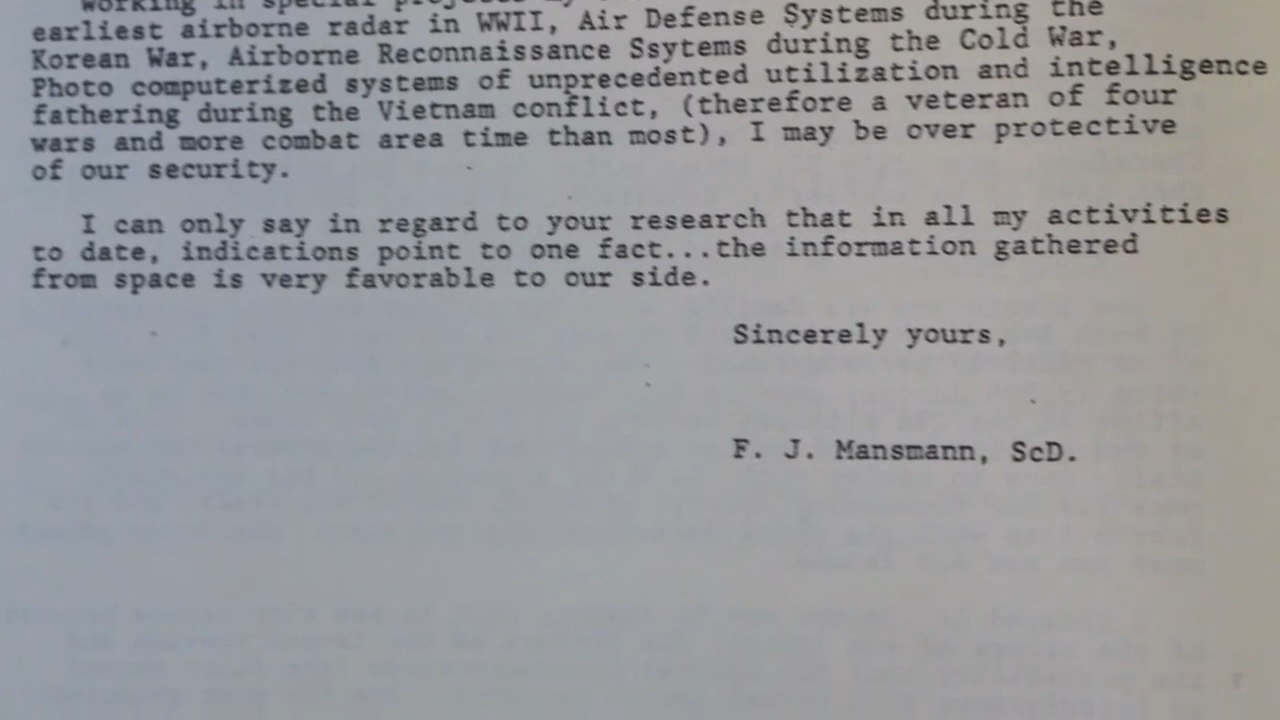 working in special projects
earliest airborne radar in WWII, Air Defense Systems during the
Korean War, Airborne Reconnaissance Ssytems during the Cold War,
Photo computerized systems of unprecedented utilization and intelligence
fathering during the Vietnam conflict, (therefore a veteran of four
wars and more combat area time than most), I may be over protective
of our security.
I can only say in regard to your research that in all my activities
to date, indications point to one fact...the information gathered
from space is very favorable to our side.
Sincerely yours,
F. J. Mansmann, ScD.